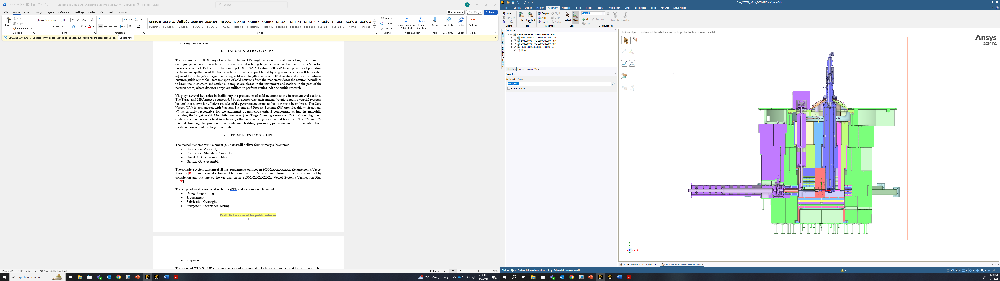 AutoSave On STS Technical Document Template with approval page 2024-07 - Copy.docx No Label • Saved Search AC
File Home Insert Design Layout References Mailings Review View Help Acrobat Comments Editing Share
Paste Cut Copy Format Painter Clipboard
Times New Roman 11 Font
Paragraph
¶ Clearanc... ¶ Cover p... ¶ Cover p... ¶ FIGCAP... ¶ FIGCAP... ¶ FIGURE... Heading 1 ¶ Heading... ¶ Heading... Heading 2 Heading 3 Heading 4 ¶ LIST Bull... ¶ LIST Bull... ¶ Normal ¶ referenc...
Styles
Find Replace Select Editing
Create and Share Adobe PDF Request Signatures Adobe Acrobat
Dictate Voice Sensitivity Sensitivity Editor Editor Add-ins Add-ins
UPDATES AVAILABLE Updates for Office are ready to be installed, but first we need to close some apps. Update now
final design are discussed.
1. TARGET STATION CONTEXT
The purpose of the STS Project is to build the world’s brightest source of cold wavelength neutrons for
cutting-edge science. To achieve this goal, a solid rotating tungsten target will receive 1.3 GeV proton
pulses at a rate of 15 Hz from the existing FTS LINAC, totaling 700 KW beam power and providing
neutrons via spallation of the tungsten target. Two compact liquid hydrogen moderators will be located
adjacent to the tungsten target, providing cold wavelength neutrons to 18 discrete instrument beamlines.
Neutron guide optics facilitate transport of cold neutrons from the moderator down the neutron beamlines
to beamline instrument end stations. Samples are placed in the instrument end stations in the path of the
neutron beam, where detector arrays are utilized to perform cutting-edge scientific research.
VS plays several key roles in facilitating the production of cold neutrons to the instrument end stations.
The Target and MRA must be surrounded by an appropriate environment (rough vacuum or partial pressure
helium) that allows for efficient transfer of the generated neutrons to the instrument beam lines. The Core
Vessel (CV) in conjunction with Vacuum Systems and Process Systems (PS) provides this environment.
VS is partially responsible for the alignment of numerous critical components within the monolith,
including the Target, MRA, Monolith Inserts (MI) and Target Viewing Periscope (TVP). Proper alignment
of these components is critical to achieving efficient neutron generation and transport. The CV and CV
internal shielding also provide critical radiation shielding, protecting personnel and instrumentation both
inside and outside of the target monolith.
2. VESSEL SYSTEMS SCOPE
The Vessel Systems WBS element (S.03.06) will deliver four primary subsystems:
• Core Vessel Assembly
• Core Vessel Shielding Assembly
• Nozzle Extension Assemblies
• Gamma Gate Assembly
The complete system must meet all the requirements outlined in S0306xxxxxxxxxxx, Requirements, Vessel
Systems [REF] and derived sub-assembly requirements. Evidence and closure of the project are met by
completion and passage of the verification in S0306XXXXXXXXX, Vessel Systems Verification Plan
[REF].
The scope of work associated with this WBS and its components include:
• Design Engineering
• Procurement
• Fabrication Oversight
• Subsystem Acceptance Testing
Draft. Not approved for public release.
1
• Shipment
The scope of WBS S.03.06 ends upon receipt of all associated technical components at the STS facility but
Page 9 of 14 1142 words Accessibility: Investigate Focus 120%
Type here to search 25°F Mostly cloudy 4:40 PM 1/7/2025
Core_VESSEL_AREA_DEFINITION - SpaceClaim
File Sketch Design Display Assembly Measure Facets Repair Prepare Workbench Detail Sheet Metal Tools KeyShot Ansys Motion
Home Plan View Orient
File Standard Part Part
Tangent Align Orient Rigid Gear Anchor Assemble
Select Move Edit
"Default" Add Remove Copy Explode Configurations
Structure
Core_VESSEL_AREA_DEFINITION*
S03070000-M8U-8800-A10000_ASM
S03020000-M8U-8800-A10000_ASM
S03050000-M8U-8800-A10000_ASM
s03060000-m8u-8800-a10000_asm
Plane
Structure Layers Groups Views
Selection
Selected: None
<All Types>
Search all bodies
Options - Move Properties Appearance
Click an object. Double-click to select a chain or loop Triple-click to select a solid.
Ansys
2024 R2
Y
Z X
s03060000-m8u-8800-a10000_asm Core_VESSEL_AREA_DEFINITION*
Click an object. Double-click to select a chain or loop. Triple-click to select a solid.
4:40 PM
1/7/2025